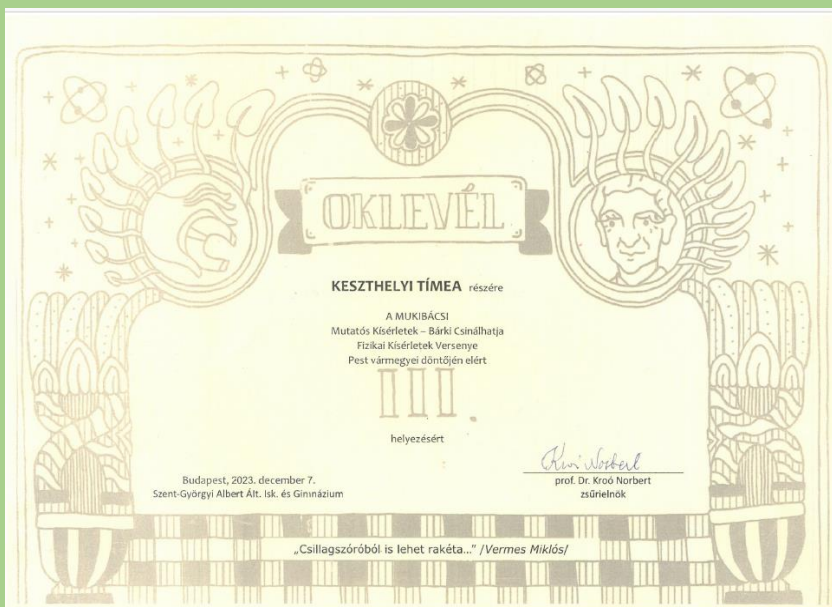 OKLEVÉL
KESZTHELYI TÍMEA részére
A MUKIBÁCSI
Mutatós Kísérletek – Bárki Csinálhatja
Fizikai Kísérletek Versenye
Pest vármegyei döntőjén elért
III.
helyezésért
Budapest, 2023. december 7.
Szent-Györgyi Albert Ált. Isk. és Gimnázium
Kroó Norbert
prof. Dr. Kroó Norbert
zsűrielnök
„Csillagszóróból is lehet rakéta...” /Vermes Miklós/